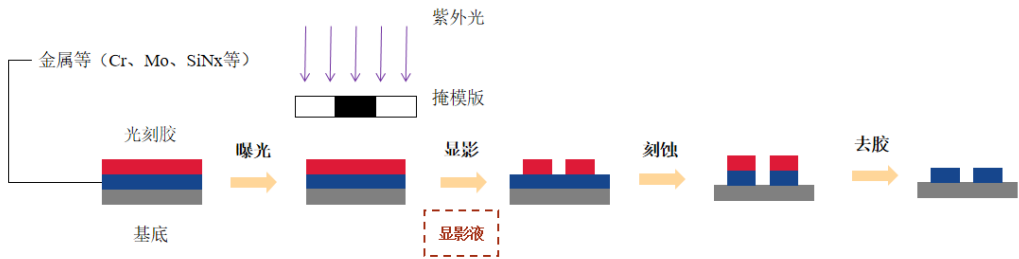 紫外光
金属等（Cr、Mo、SiNx等）
掩模版
光刻胶
曝光
显影
刻蚀
去胶
基底
显影液